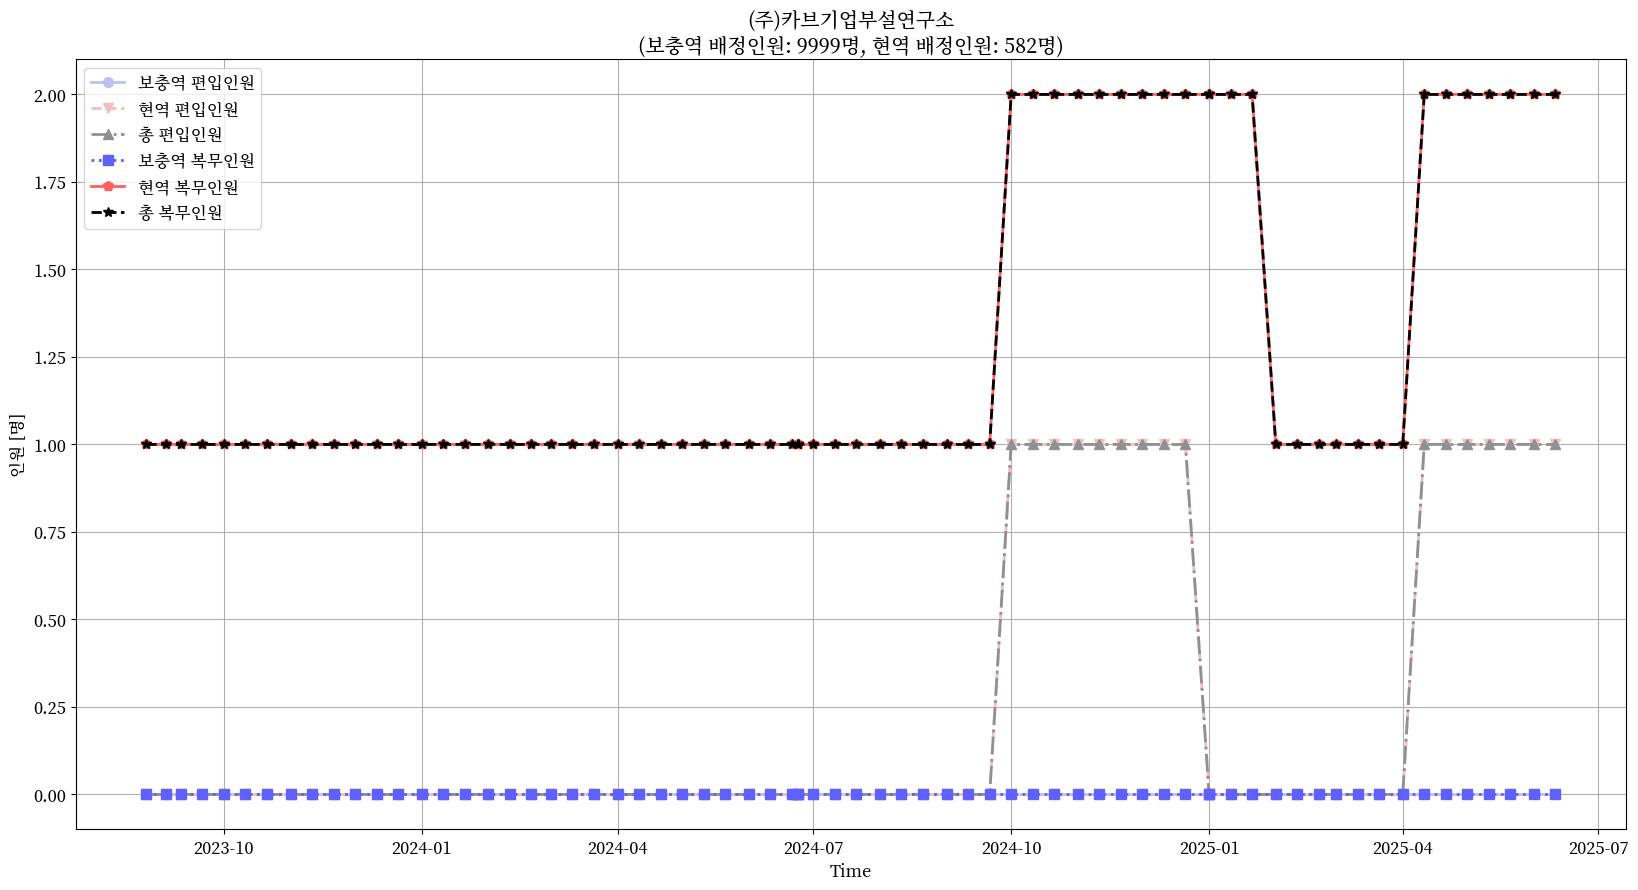 (주)카브기업부설연구소
(보충역 배정인원: 9999명, 현역 배정인원: 582명)
보충역 편입인원
현역 편입인원
총 편입인원
보충역 복무인원
현역 복무인원
총 복무인원
2.00
1.75
1.50
1.25
1.00
0.75
0.50
0.25
0.00
인원 [명]
2023-10
2024-01
2024-04
2024-07
2024-10
2025-01
2025-04
2025-07
Time